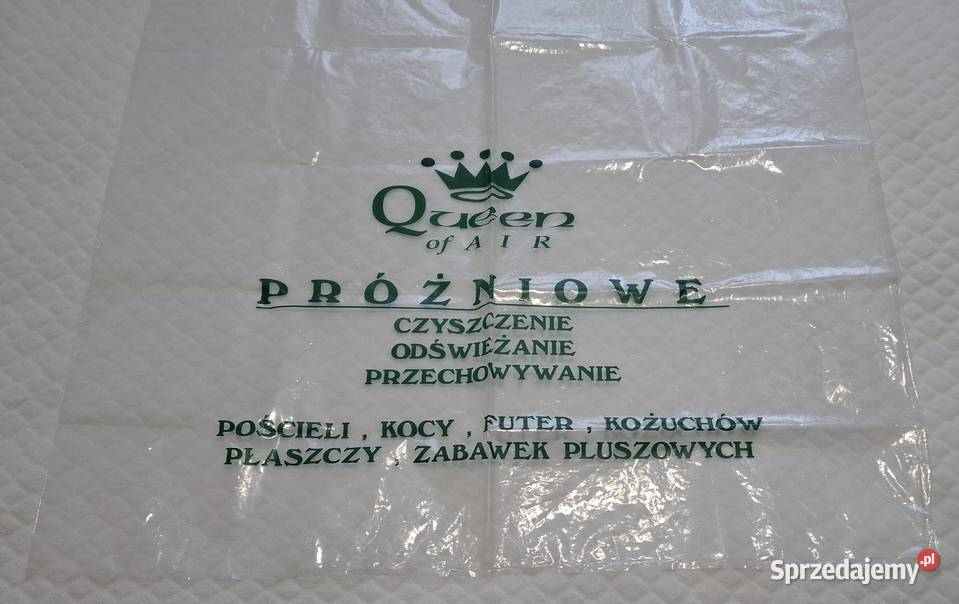 Queen
of AIR
PRÓŻNIOWE
CZYSZCZENIE
ODŚWIEŻANIE
PRZECHOWYWANIE
POŚCIELI , KOCY , FUTER , KOŻUCHÓW
PŁASZCZY , ZABAWEK PLUSZOWYCH
Sprzedajemy.pl